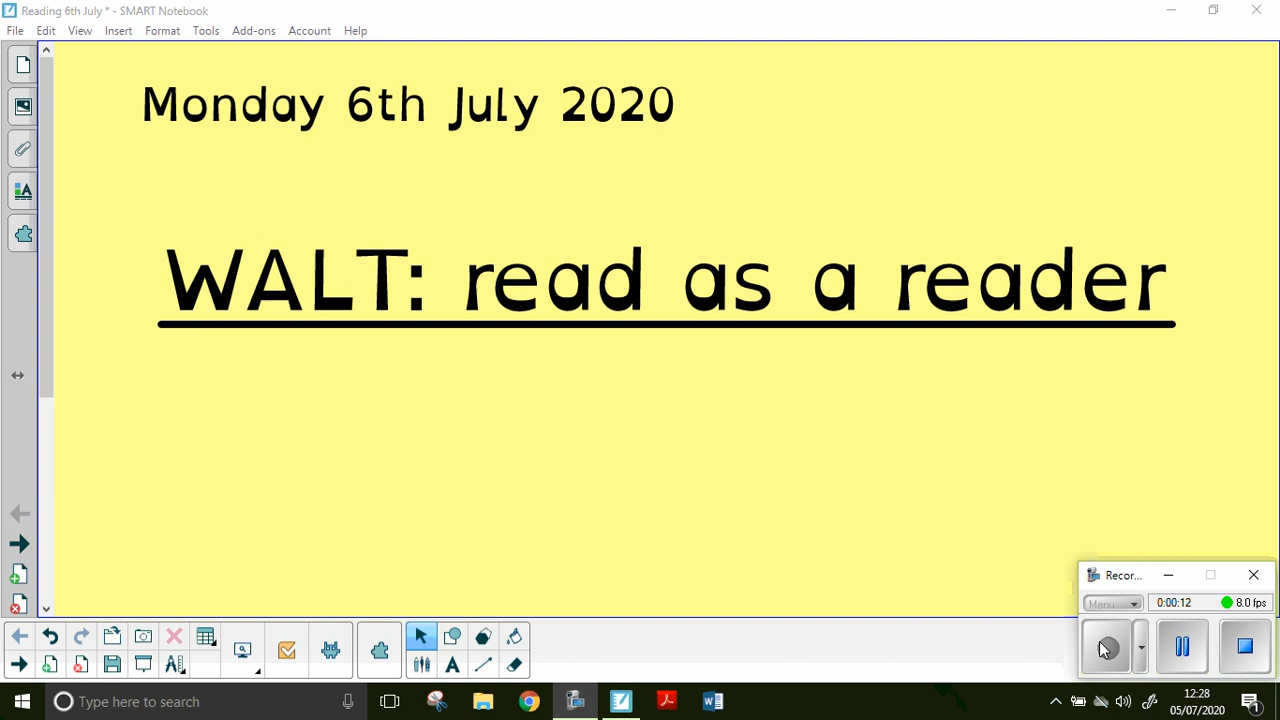 Reading 6th July * - SMART Notebook
File Edit View Insert Format Tools Add-ons Account Help
Monday 6th July 2020
WALT: read as a reader
Recor...
Menu
0:00:12
8.0 fps
Type here to search
12:28
05/07/2020
1